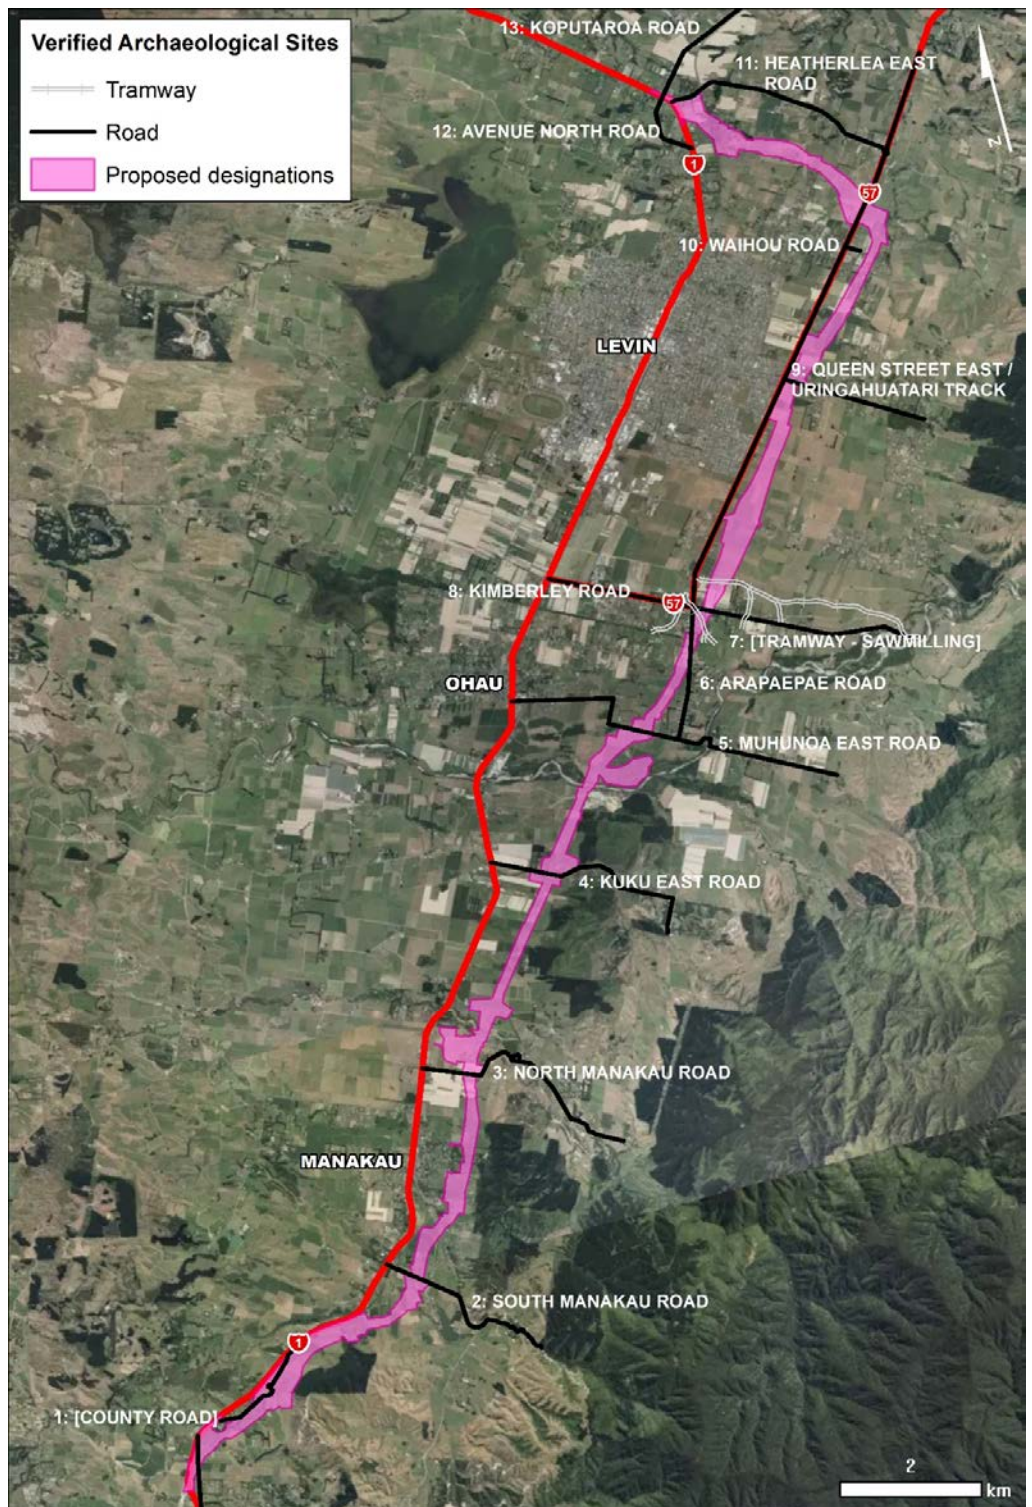 Verified Archaeological Sites
Tramway
Road
Proposed designations
13: KOPUTAROA ROAD
11: HEATHERLEA EAST
ROAD
N
12: AVENUE NORTH ROAD
1
57
10: WAIHOU ROAD
LEVIN
9: QUEEN STREET EAST /
URINGAHUATARI TRACK
8: KIMBERLEY ROAD
57
7: [TRAMWAY - SAWMILLING]
OHAU
6: ARAPAEPAE ROAD
5: MUHUNOA EAST ROAD
4: KUKU EAST ROAD
3: NORTH MANAKAU ROAD
MANAKAU
2: SOUTH MANAKAU ROAD
1
1: [COUNTY ROAD]
2
km